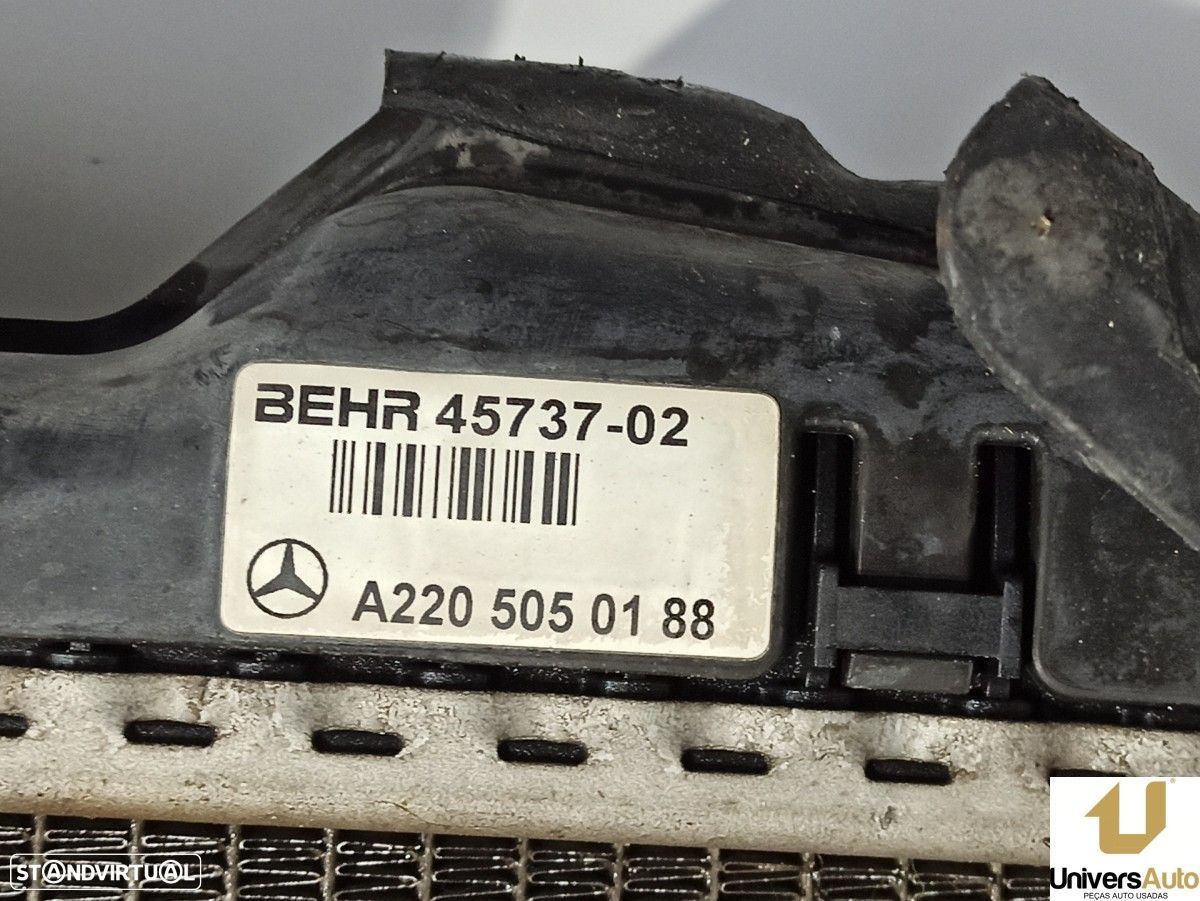 BEHR 45737-02
A220 505 01 88
STANDVIRTUAL
UniversAuto
PEÇAS AUTO USADAS